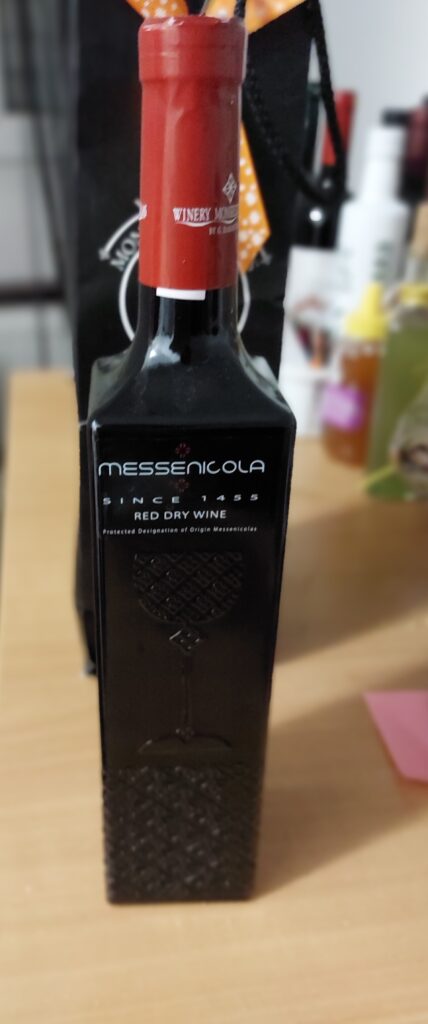 WINERY
MESSENICOLA
SINCE 1455
RED DRY WINE
Protected Designation of Origin Messenicolas